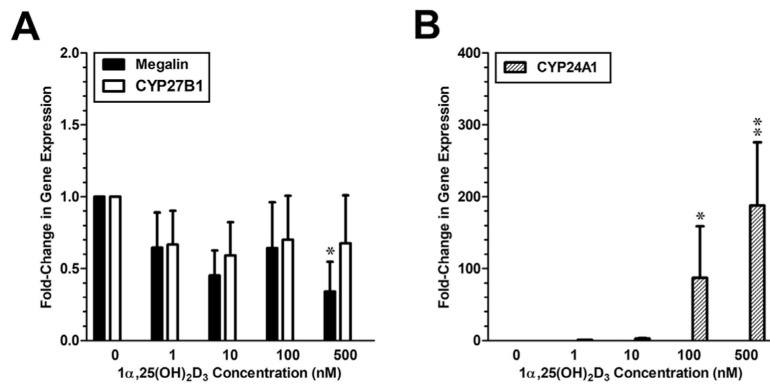 A
Fold-Change in Gene Expression
2.0
1.5
1.0
0.5
0.0
Megalin
CYP27B1
*
0 1 10 100 500
1α,25(OH)2D3 Concentration (nM)
B
Fold-Change in Gene Expression
400
300
200
100
0
CYP24A1
*
**
0 1 10 100 500
1α,25(OH)2D3 Concentration (nM)